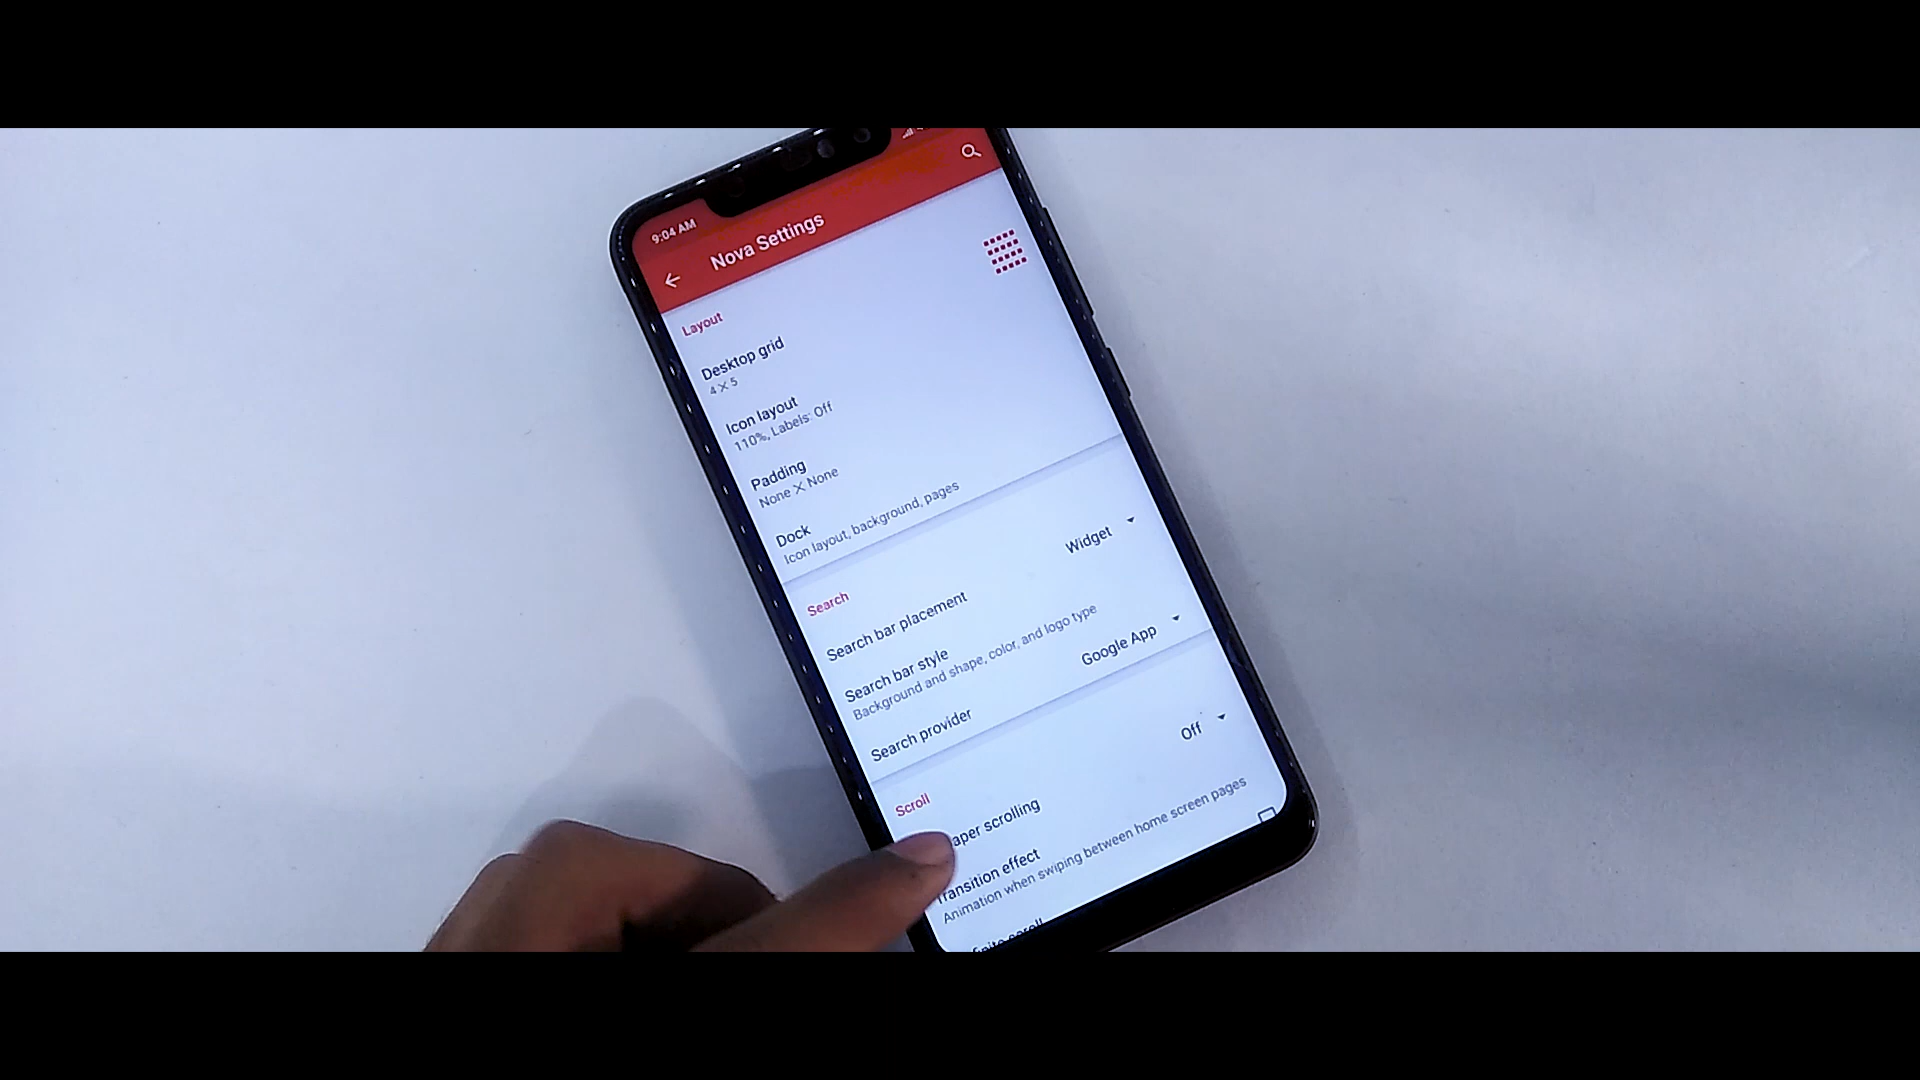 9:04 AM
Nova Settings
Layout
Desktop grid
4 X 5
Icon layout
110%, Labels: Off
Padding
None X None
Dock
Icon layout, background, pages
Search
Search bar placement
Widget
Search bar style
Background and shape, color, and logo type
Search provider
Google App
Scroll
aper scrolling
Off
Transition effect
Animation when swiping between home screen pages